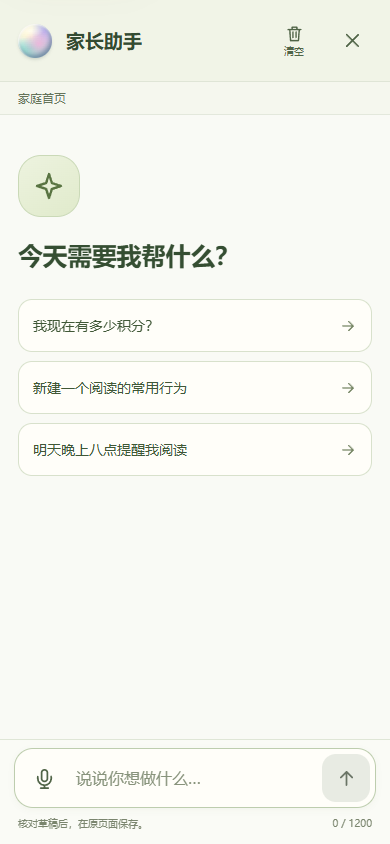 家长助手
清空
家庭首页
今天需要我帮什么?
我现在有多少积分?
新建一个阅读的常用行为
明天晚上八点提醒我阅读
说说你想做什么...
核对草稿后，在原页面保存。
0 / 1200